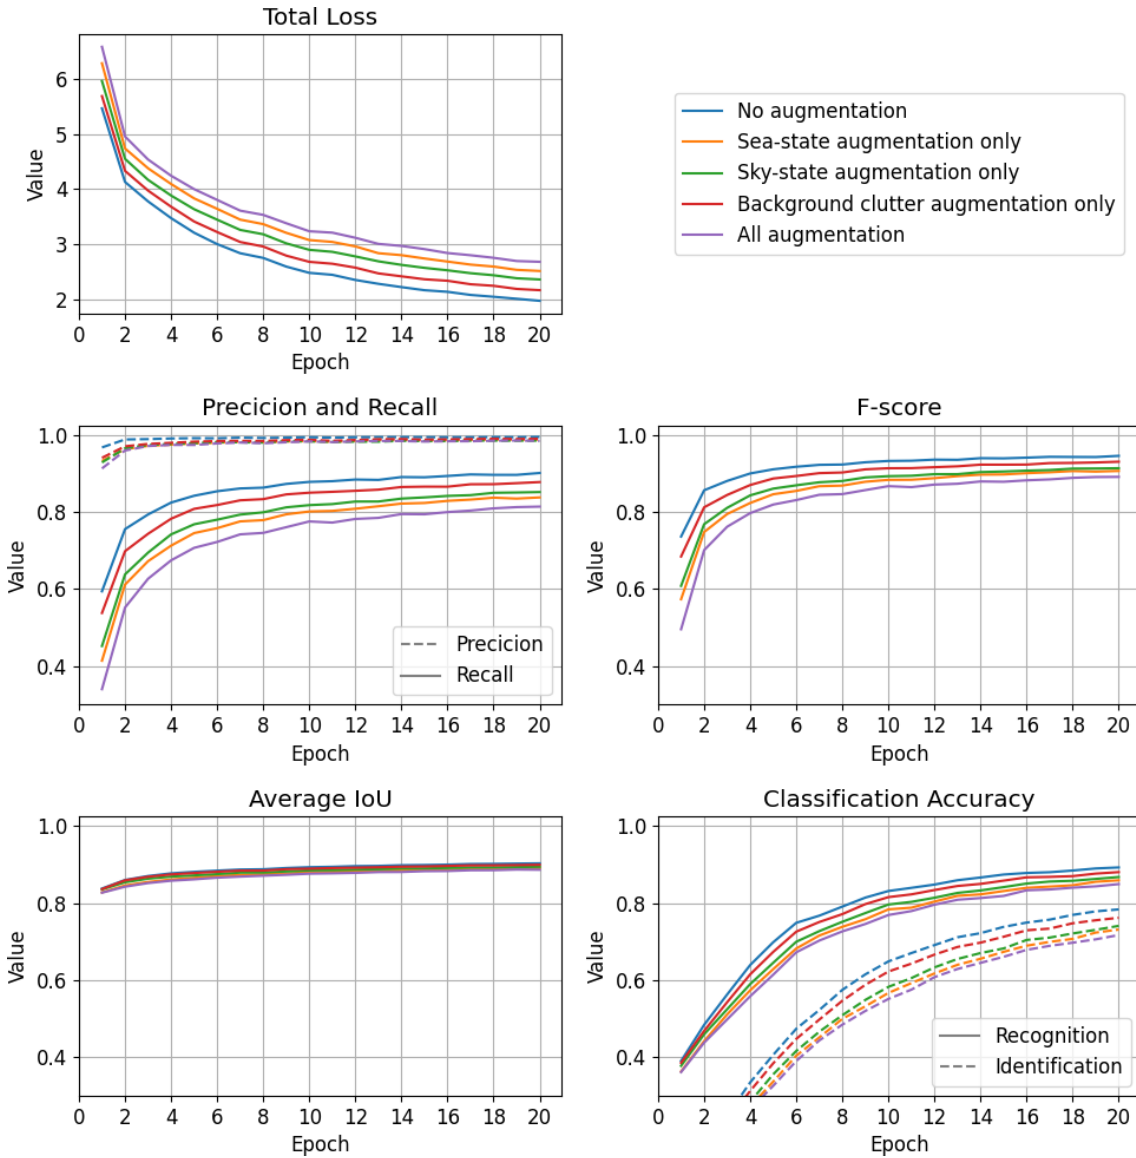 Total Loss
6
5
4
3
2
Value
0 2 4 6 8 10 12 14 16 18 20
Epoch
No augmentation
Sea-state augmentation only
Sky-state augmentation only
Background clutter augmentation only
All augmentation
Precicion and Recall
1.0
0.8
0.6
0.4
Value
Precicion
Recall
0 2 4 6 8 10 12 14 16 18 20
Epoch
F-score
1.0
0.8
0.6
0.4
Value
0 2 4 6 8 10 12 14 16 18 20
Epoch
Average IoU
1.0
0.8
0.6
0.4
Value
0 2 4 6 8 10 12 14 16 18 20
Epoch
Classification Accuracy
1.0
0.8
0.6
0.4
Value
Recognition
Identification
0 2 4 6 8 10 12 14 16 18 20
Epoch